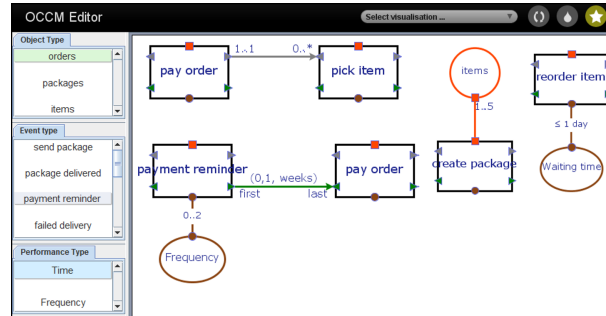 OCCM Editor
Select visualisation ...
Object Type
orders
packages
items
Event type
send package
package delivered
payment reminder
failed delivery
Performance Type
Time
Frequency
pay order
1..1
0..*
pick item
items
1..5
create package
reorder item
≤ 1 day
Waiting time
payment reminder
(0,1, weeks)
first
last
pay order
0..2
Frequency